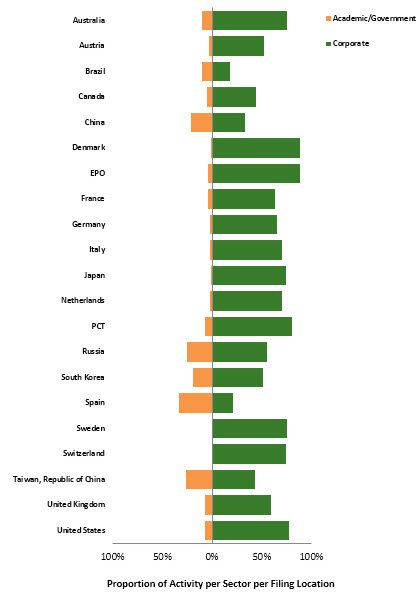 Academic/Government
Corporate
Australia
Austria
Brazil
Canada
China
Denmark
EPO
France
Germany
Italy
Japan
Netherlands
PCT
Russia
South Korea
Spain
Sweden
Switzerland
Taiwan, Republic of China
United Kingdom
United States
100% 50% 0% 50% 100%
Proportion of Activity per Sector per Filing Location